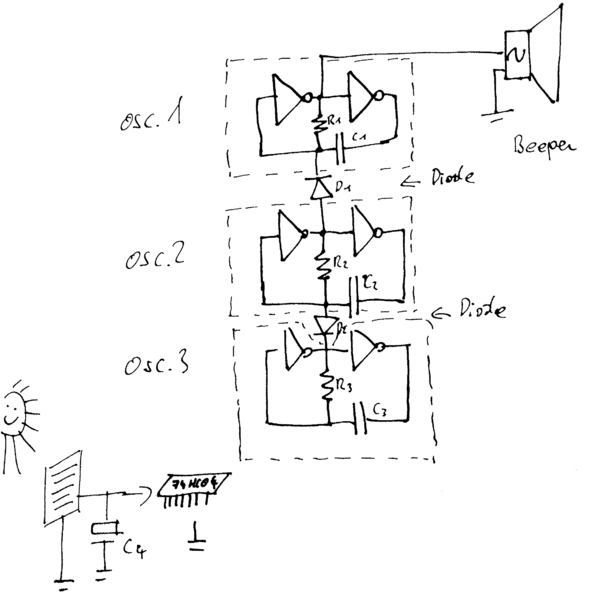 Osc.1
R1
C1
Beeper
D1
← Diode
Osc.2
R2
C2
D2
← Diode
Osc.3
R3
C3
74HC04
C4